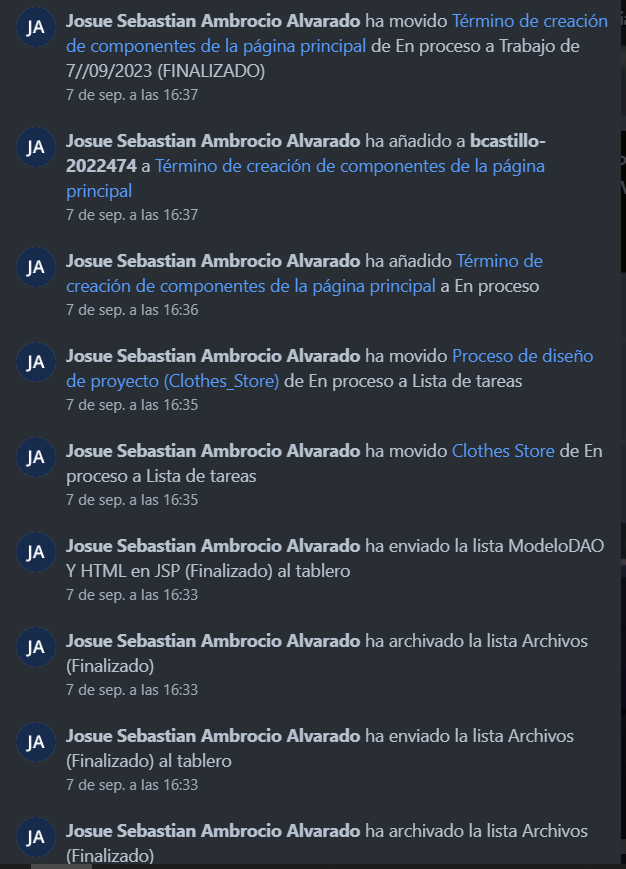 JA
Josue Sebastian Ambrocio Alvarado ha movido Término de creación
de componentes de la página principal de En proceso a Trabajo de
7//09/2023 (FINALIZADO)
7 de sep. a las 16:37
JA
Josue Sebastian Ambrocio Alvarado ha añadido a bcastillo-
2022474 a Término de creación de componentes de la página
principal
7 de sep. a las 16:37
JA
Josue Sebastian Ambrocio Alvarado ha añadido Término de
creación de componentes de la página principal a En proceso
7 de sep. a las 16:36
JA
Josue Sebastian Ambrocio Alvarado ha movido Proceso de diseño
de proyecto (Clothes_Store) de En proceso a Lista de tareas
7 de sep. a las 16:35
JA
Josue Sebastian Ambrocio Alvarado ha movido Clothes Store de En
proceso a Lista de tareas
7 de sep. a las 16:35
JA
Josue Sebastian Ambrocio Alvarado ha enviado la lista ModeloDAO
Y HTML en JSP (Finalizado) al tablero
7 de sep. a las 16:33
JA
Josue Sebastian Ambrocio Alvarado ha archivado la lista Archivos
(Finalizado)
7 de sep. a las 16:33
JA
Josue Sebastian Ambrocio Alvarado ha enviado la lista Archivos
(Finalizado) al tablero
7 de sep. a las 16:33
JA
Josue Sebastian Ambrocio Alvarado ha archivado la lista Archivos
(Finalizado)